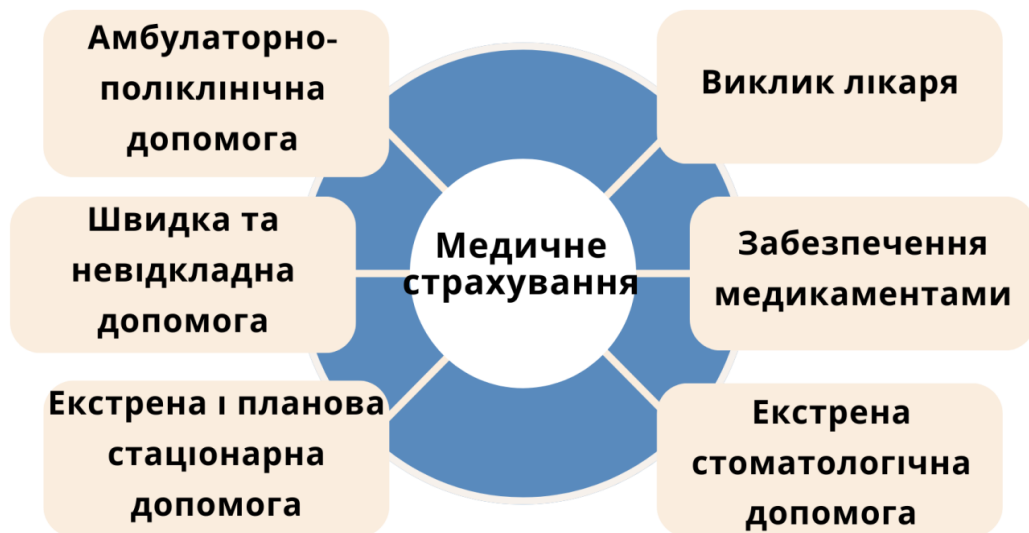 Амбулаторно-
поліклінічна
допомога
Виклик лікаря
Швидка та
невідкладна
допомога
Медичне
страхування
Забезпечення
медикаментами
Екстрена і планова
стаціонарна
допомога
Екстрена
стоматологічна
допомога